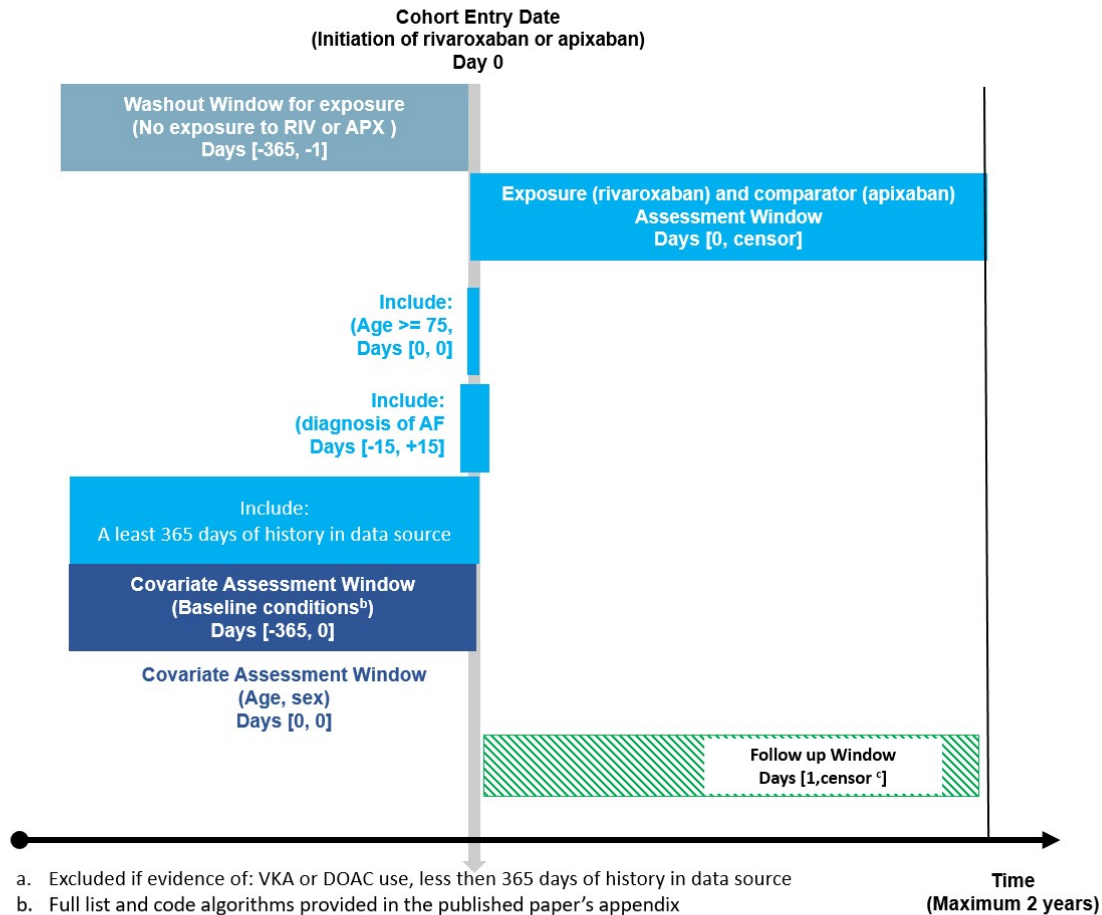 Cohort Entry Date
(Initiation of rivaroxaban or apixaban)
Day 0
Washout Window for exposure
(No exposure to RIV or APX )
Days [-365, -1]
Exposure (rivaroxaban) and comparator (apixaban)
Assessment Window
Days [0, censor]
Include:
(Age >= 75,
Days [0, 0]
Include:
(diagnosis of AF
Days [-15, +15]
Include:
A least 365 days of history in data source
Covariate Assessment Window
(Baseline conditionsᵇ)
Days [-365, 0]
Covariate Assessment Window
(Age, sex)
Days [0, 0]
Follow up Window
Days [1,censor ᶜ]
a. Excluded if evidence of: VKA or DOAC use, less then 365 days of history in data source
b. Full list and code algorithms provided in the published paper's appendix
Time
(Maximum 2 years)